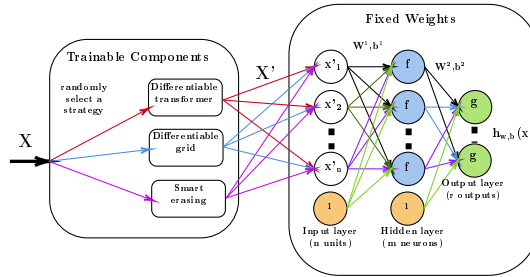 Fixed Weights
Trainable Components
X
randomly
select a
strategy
Differentiable
transformer
Differentiable
grid
Smart
erasing
X'
W¹, b¹
W², b²
x'₁
x'₂
x'ₙ
1
f
f
f
1
g
g
h_w,b(x
Input layer
(n units)
Hidden layer
(m neurons)
Output layer
(r outputs)